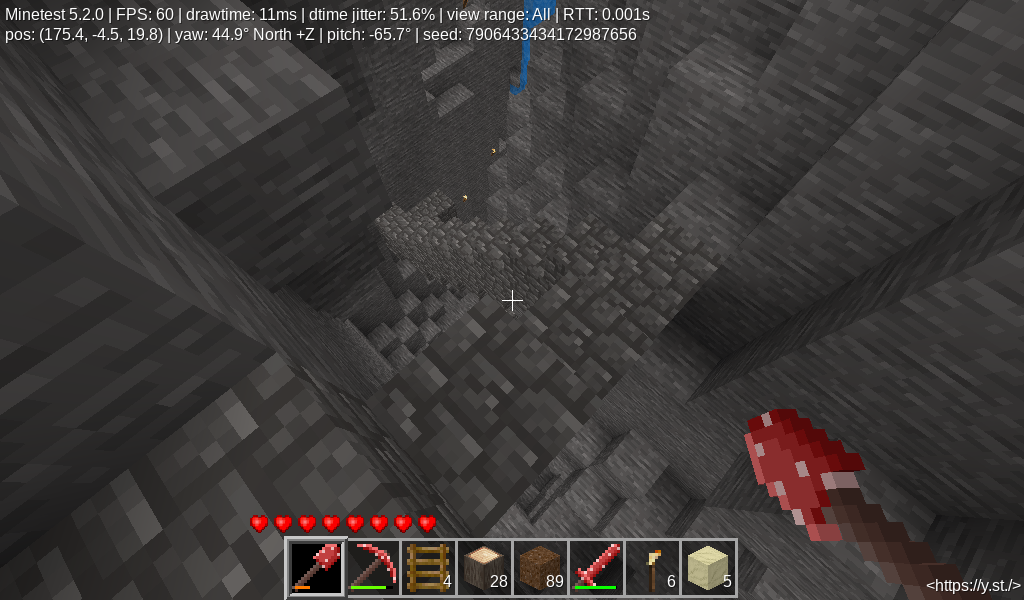 Minetest 5.2.0 | FPS: 60 | drawtime: 11ms | dtime jitter: 51.6% | view range: All | RTT: 0.001s
pos: (175.4, -4.5, 19.8) | yaw: 44.9° North +Z | pitch: -65.7° | seed: 7906433434172987656
4 28 89 6 5
<https://y.st./>